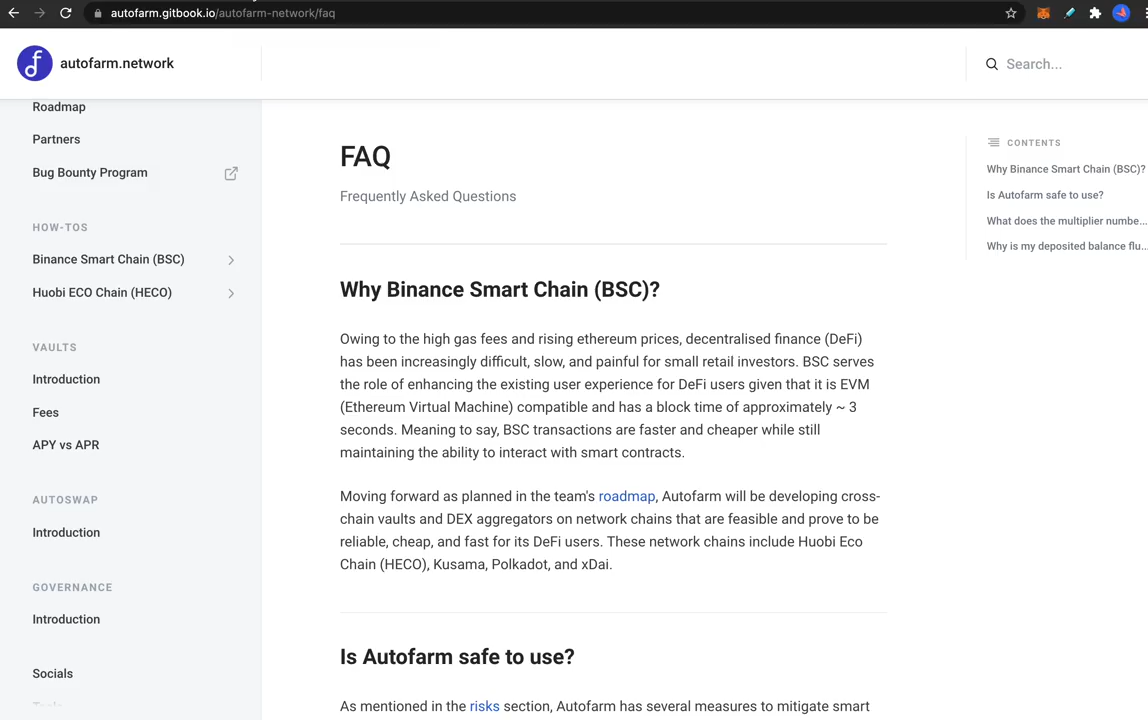 autofarm.gitbook.io/autofarm-network/faq
autofarm.network
Search...
Roadmap
Partners
Bug Bounty Program
HOW-TOS
Binance Smart Chain (BSC)
Huobi ECO Chain (HECO)
VAULTS
Introduction
Fees
APY vs APR
AUTOSWAP
Introduction
GOVERNANCE
Introduction
Socials
Tools
FAQ
Frequently Asked Questions
Why Binance Smart Chain (BSC)?
Owing to the high gas fees and rising ethereum prices, decentralised finance (DeFi)
has been increasingly difficult, slow, and painful for small retail investors. BSC serves
the role of enhancing the existing user experience for DeFi users given that it is EVM
(Ethereum Virtual Machine) compatible and has a block time of approximately ~ 3
seconds. Meaning to say, BSC transactions are faster and cheaper while still
maintaining the ability to interact with smart contracts.
Moving forward as planned in the team's roadmap, Autofarm will be developing cross-
chain vaults and DEX aggregators on network chains that are feasible and prove to be
reliable, cheap, and fast for its DeFi users. These network chains include Huobi Eco
Chain (HECO), Kusama, Polkadot, and xDai.
Is Autofarm safe to use?
As mentioned in the risks section, Autofarm has several measures to mitigate smart
CONTENTS
Why Binance Smart Chain (BSC)?
Is Autofarm safe to use?
What does the multiplier numbe...
Why is my deposited balance flu...